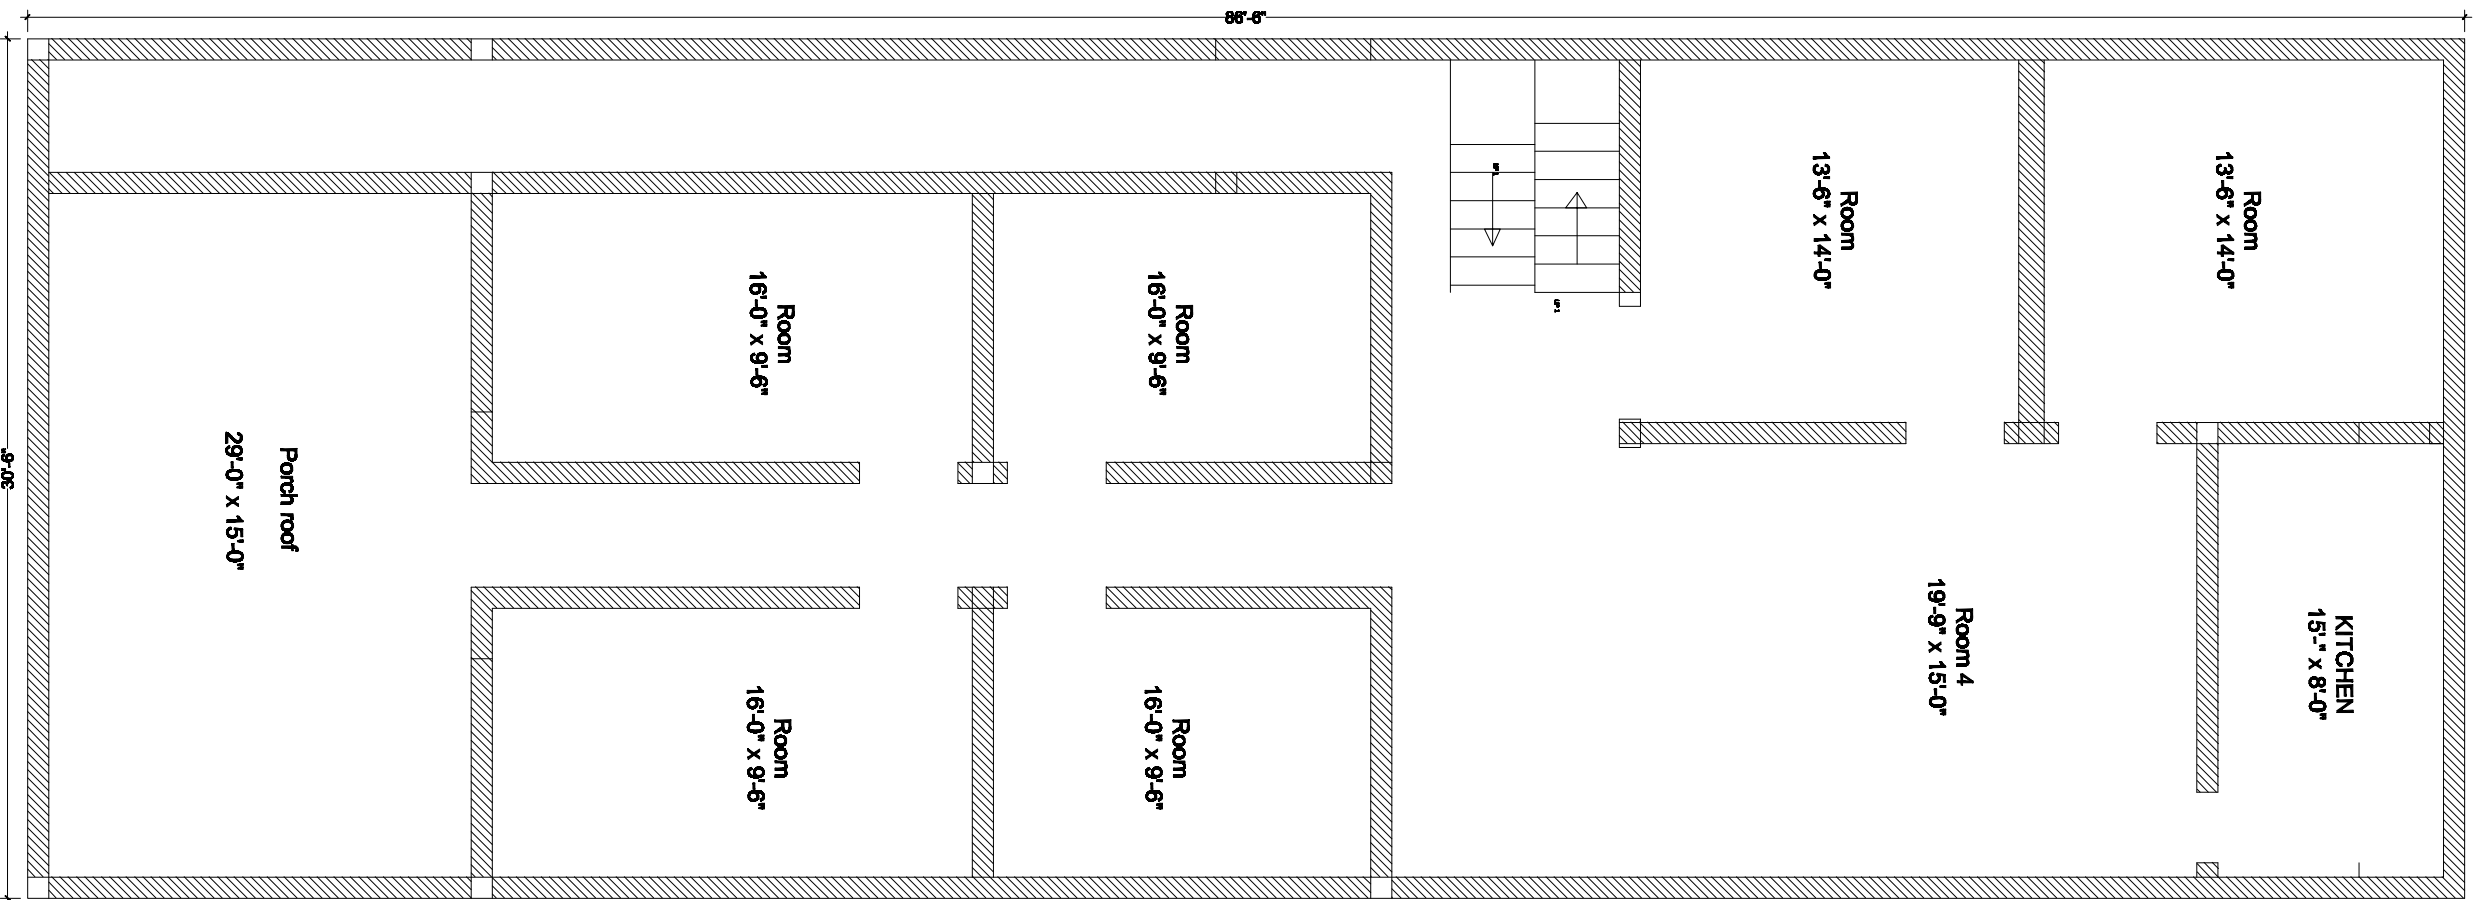 86'-6"
30'-6"
Room
13'-6" x 14'-0"
Room
13'-6" x 14'-0"
Room
16'-0" x 9'-6"
Room
16'-0" x 9'-6"
Porch roof
29'-0" x 15'-0"
Room 4
19'-9" x 15'-0"
KITCHEN
15'-" x 8'-0"
Room
16'-0" x 9'-6"
Room
16'-0" x 9'-6"